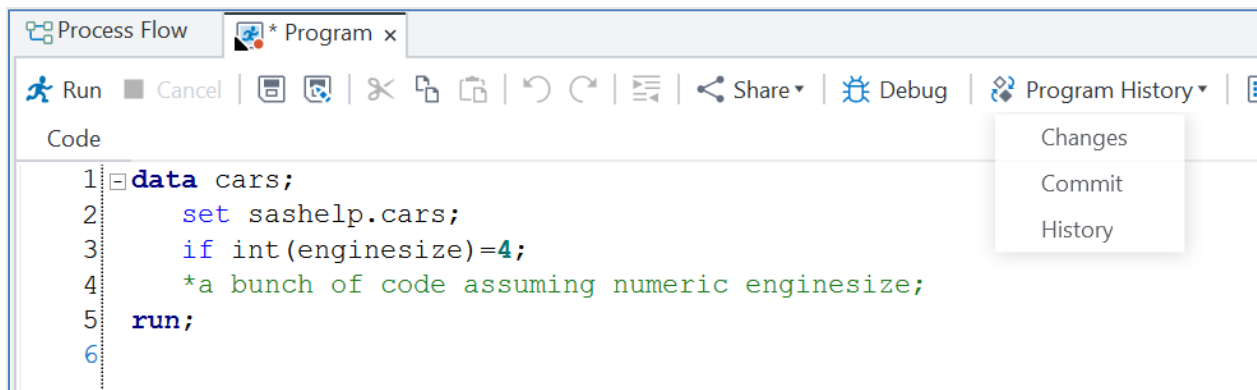 Process Flow * Program x
Run Cancel Share Debug Program History
Changes
Commit
History
Code
1 data cars;
2 set sashelp.cars;
3 if int(enginesize)=4;
4 *a bunch of code assuming numeric enginesize;
5 run;
6